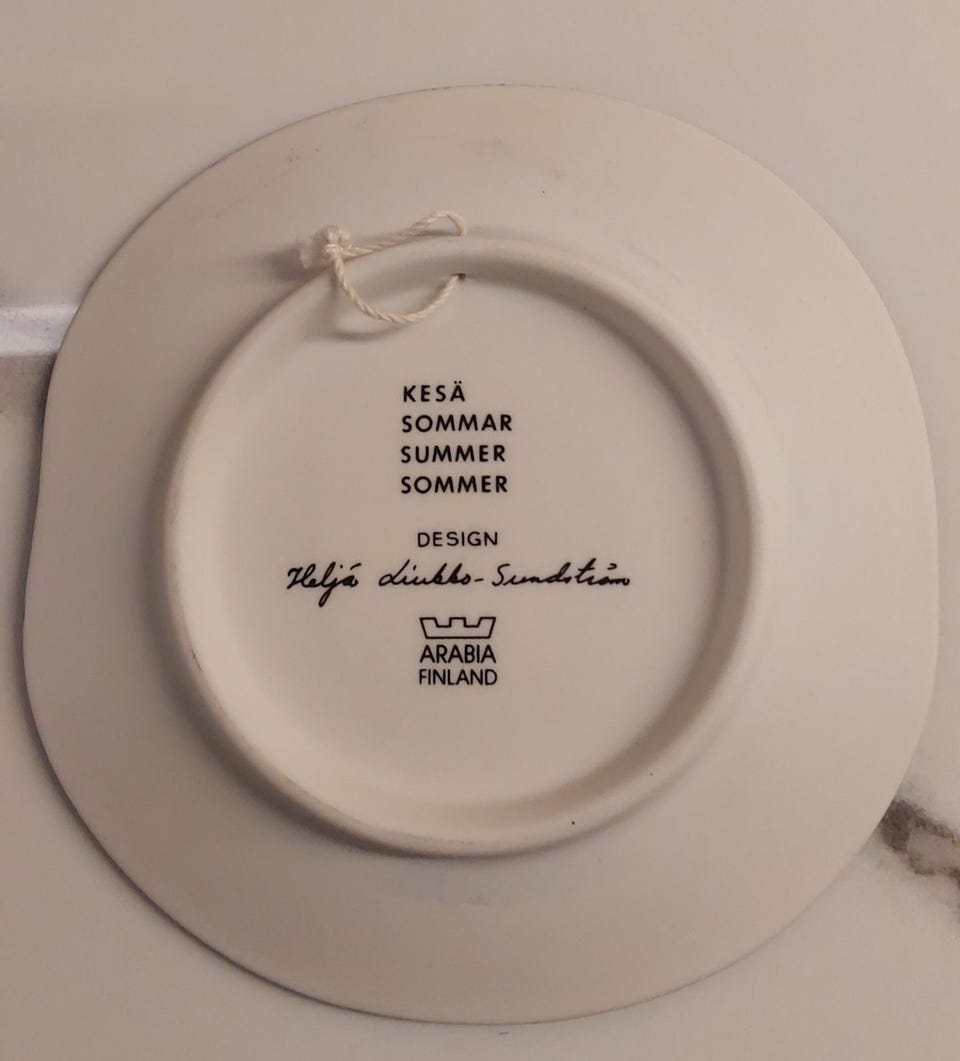 KESÄ
SOMMAR
SUMMER
SOMMER
DESIGN
Heljä Liukko-Sundström
ARABIA
FINLAND